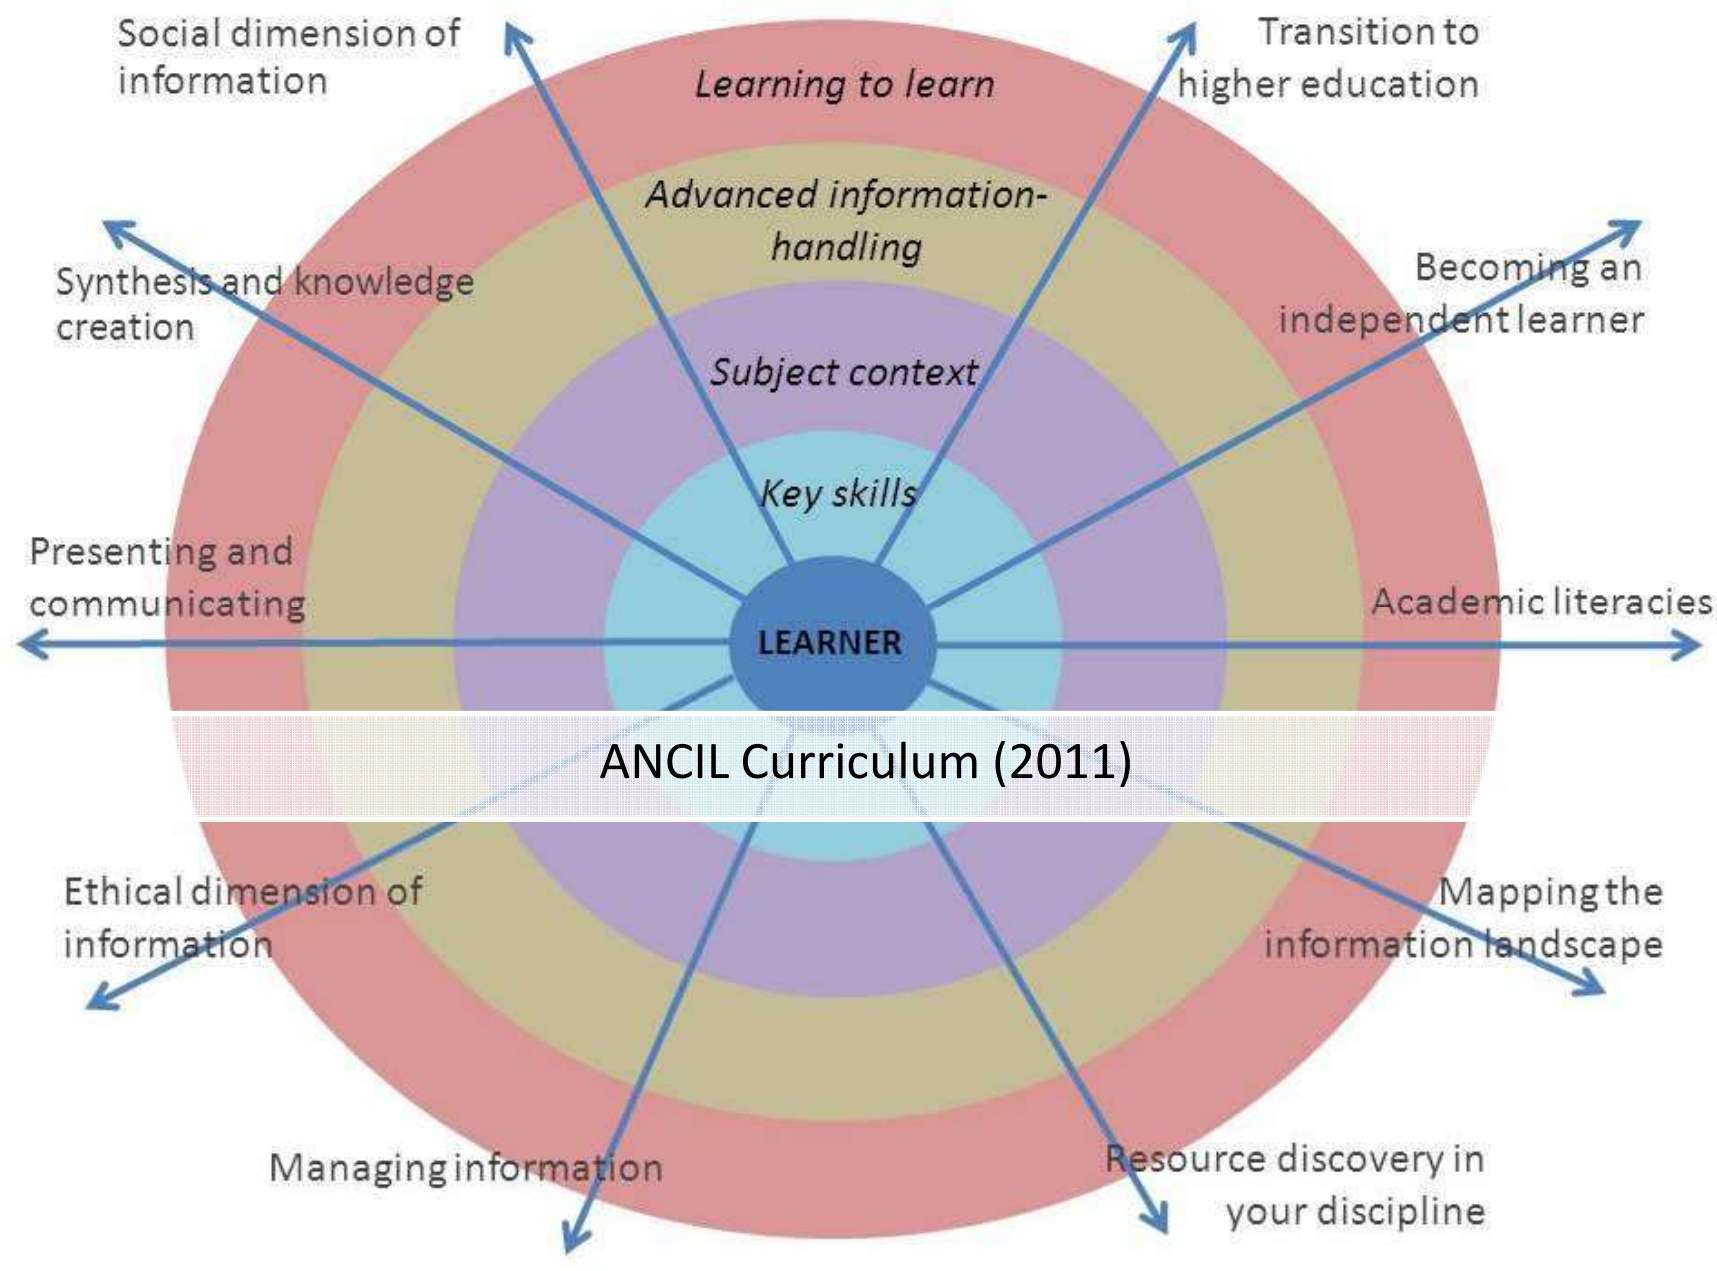 Social dimension of
information
Transition to
higher education
Learning to learn
Advanced information-
handling
Synthesis and knowledge
creation
Becoming an
independent learner
Subject context
Key skills
Presenting and
communicating
Academic literacies
LEARNER
ANCIL Curriculum (2011)
Ethical dimension of
information
Mapping the
information landscape
Managing information
Resource discovery in
your discipline